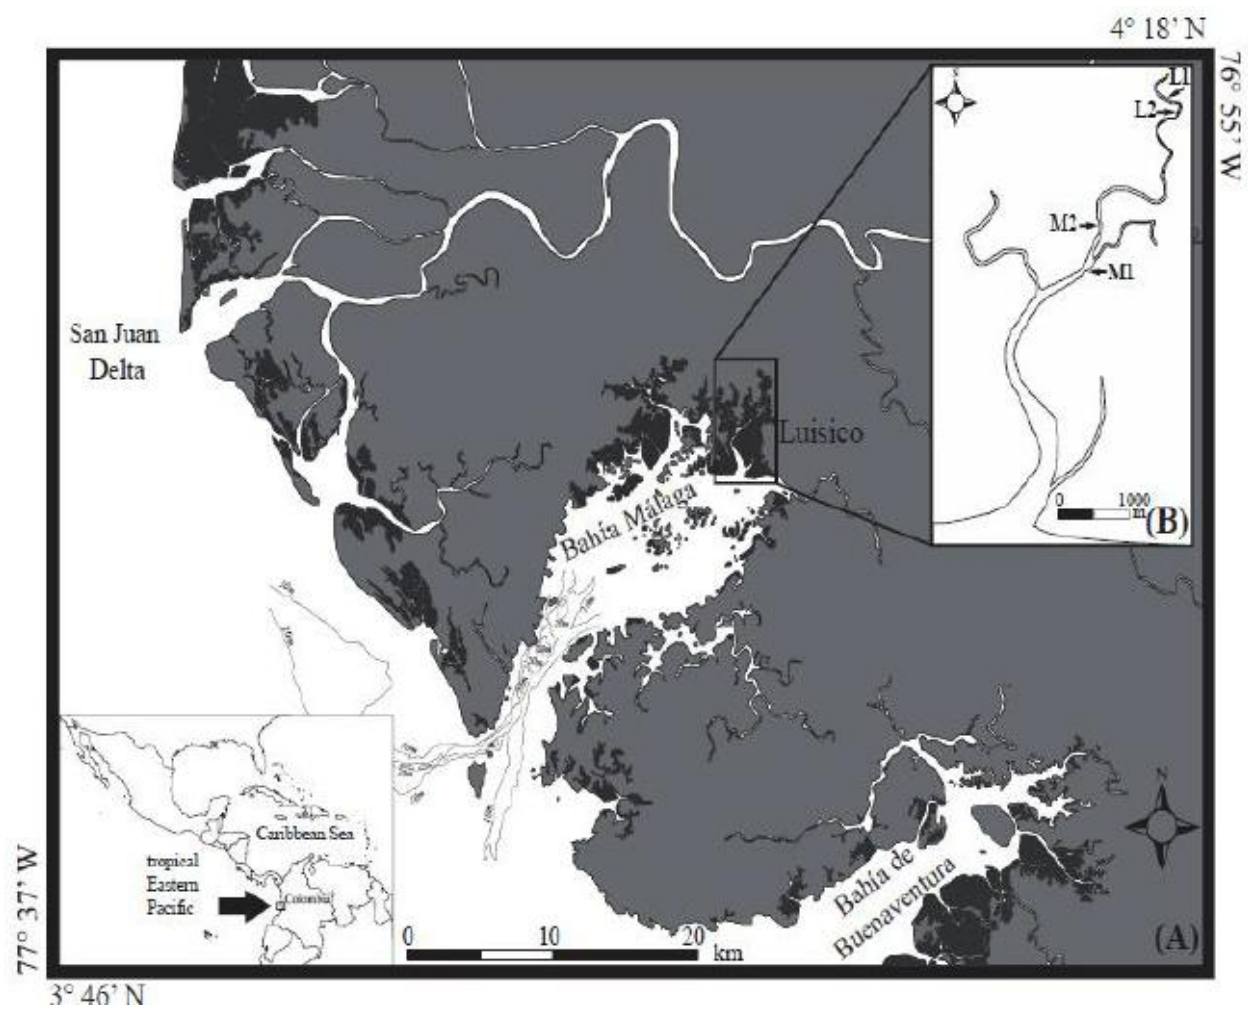 4° 18' N
76° 55' W
L1
L2
M2
M1
0 1000
m
(B)
San Juan
Delta
Luisico
Bahía Málaga
N
Caribbean Sea
tropical
Eastern
Pacific
Colombia
Bahía de
Buenaventura
(A)
0 10 20
km
77° 37' W
3° 46' N